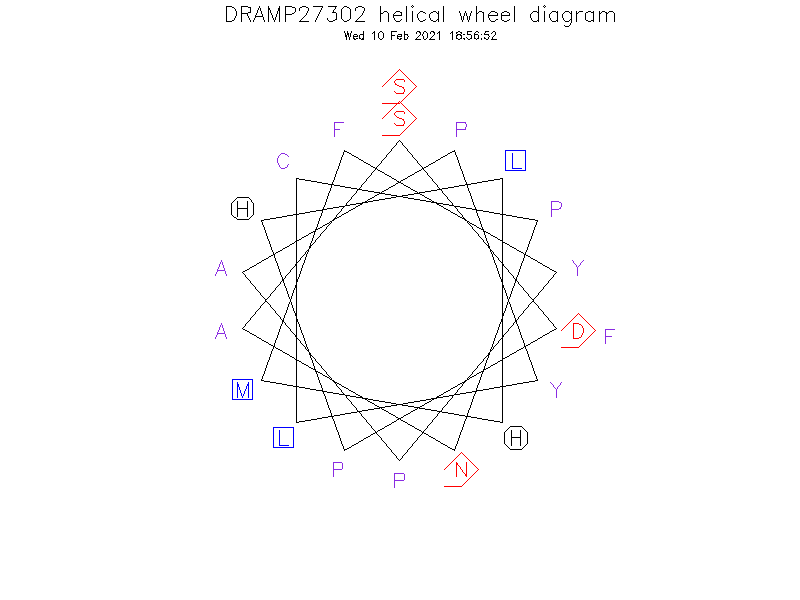 DRAMP27302 helical wheel diagram
Wed 10 Feb 2021 18:56:52
S
S
F P
C L
H P
A Y
A D F
M Y
L H
P N
P